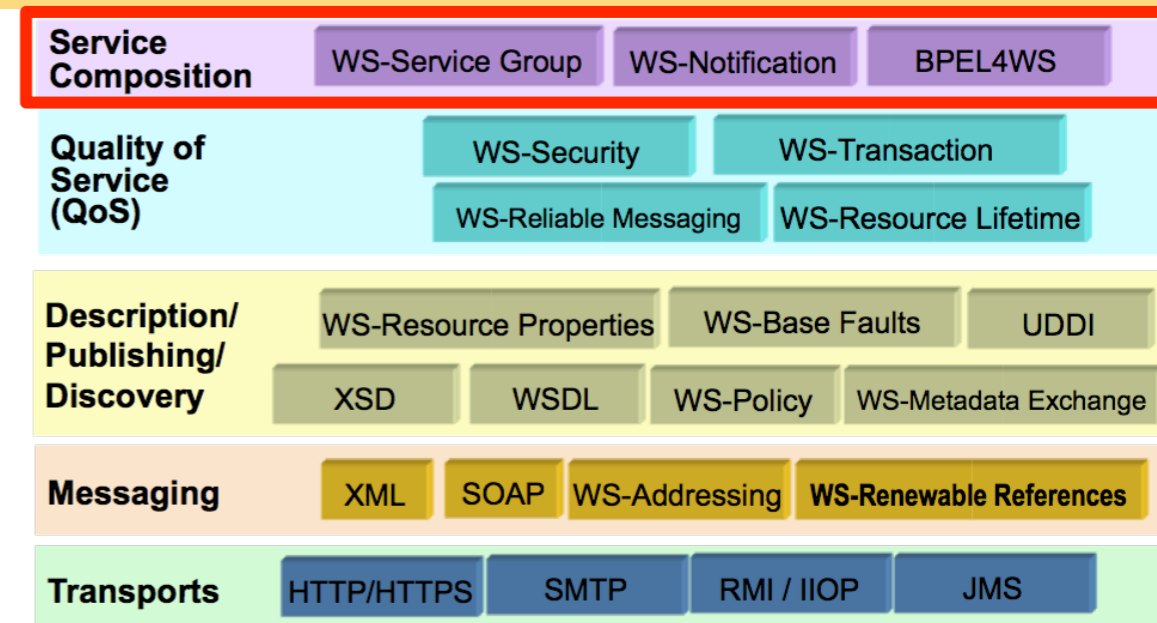 Service
Composition
WS-Service Group
WS-Notification
BPEL4WS
Quality of
Service
(QoS)
WS-Security
WS-Transaction
WS-Reliable Messaging
WS-Resource Lifetime
Description/
Publishing/
Discovery
WS-Resource Properties
WS-Base Faults
UDDI
XSD
WSDL
WS-Policy
WS-Metadata Exchange
Messaging
XML
SOAP
WS-Addressing
WS-Renewable References
Transports
HTTP/HTTPS
SMTP
RMI / IIOP
JMS